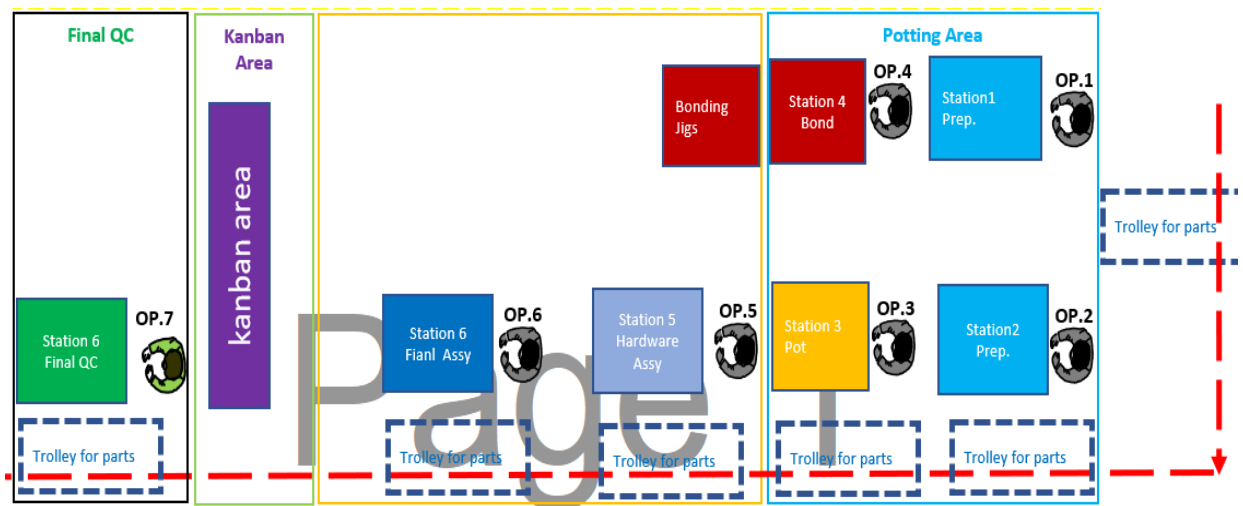 Final QC
Kanban
Area
Potting Area
OP.4
OP.1
Bonding
Jigs
Station 4
Bond
Station1
Prep.
kanban area
Trolley for parts
OP.7
OP.6
OP.5
OP.3
OP.2
Station 6
Final QC
Station 6
Fianl Assy
Station 5
Hardware
Assy
Station 3
Pot
Station2
Prep.
Page 1
Trolley for parts
Trolley for parts
Trolley for parts
Trolley for parts
Trolley for parts